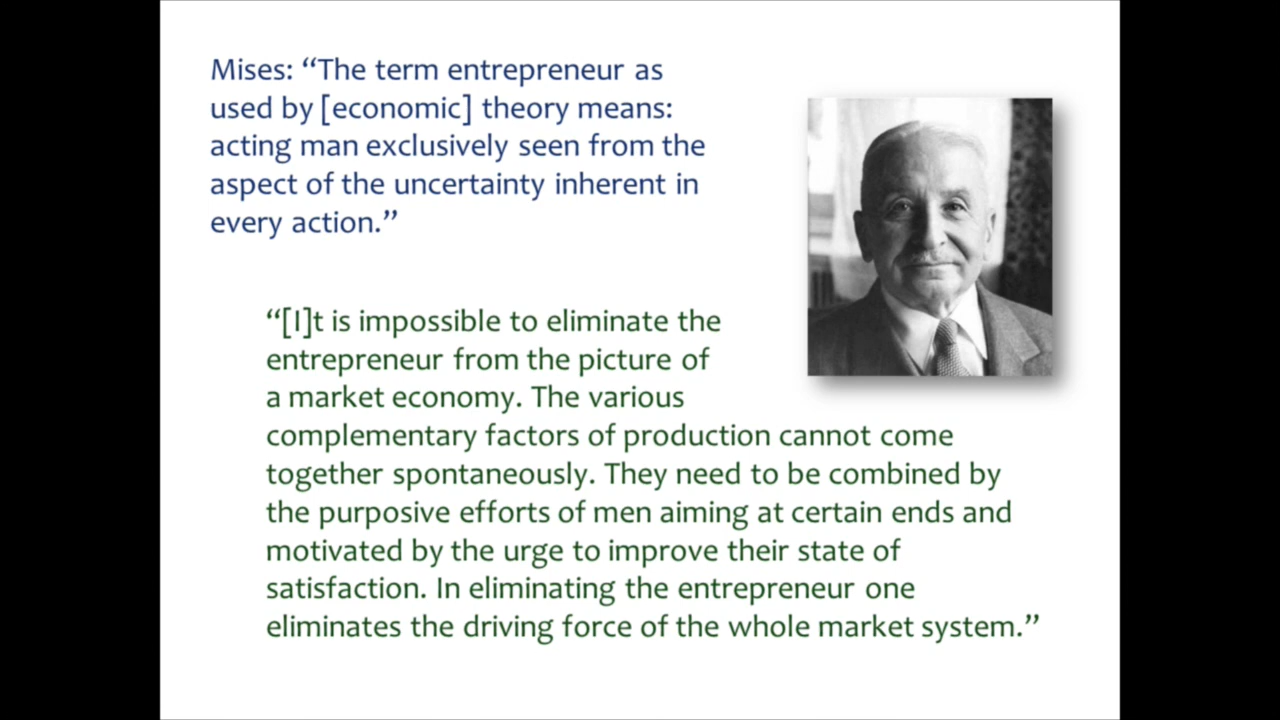 Mises: “The term entrepreneur as
used by [economic] theory means:
acting man exclusively seen from the
aspect of the uncertainty inherent in
every action.”
“[I]t is impossible to eliminate the
entrepreneur from the picture of
a market economy. The various
complementary factors of production cannot come
together spontaneously. They need to be combined by
the purposive efforts of men aiming at certain ends and
motivated by the urge to improve their state of
satisfaction. In eliminating the entrepreneur one
eliminates the driving force of the whole market system.”